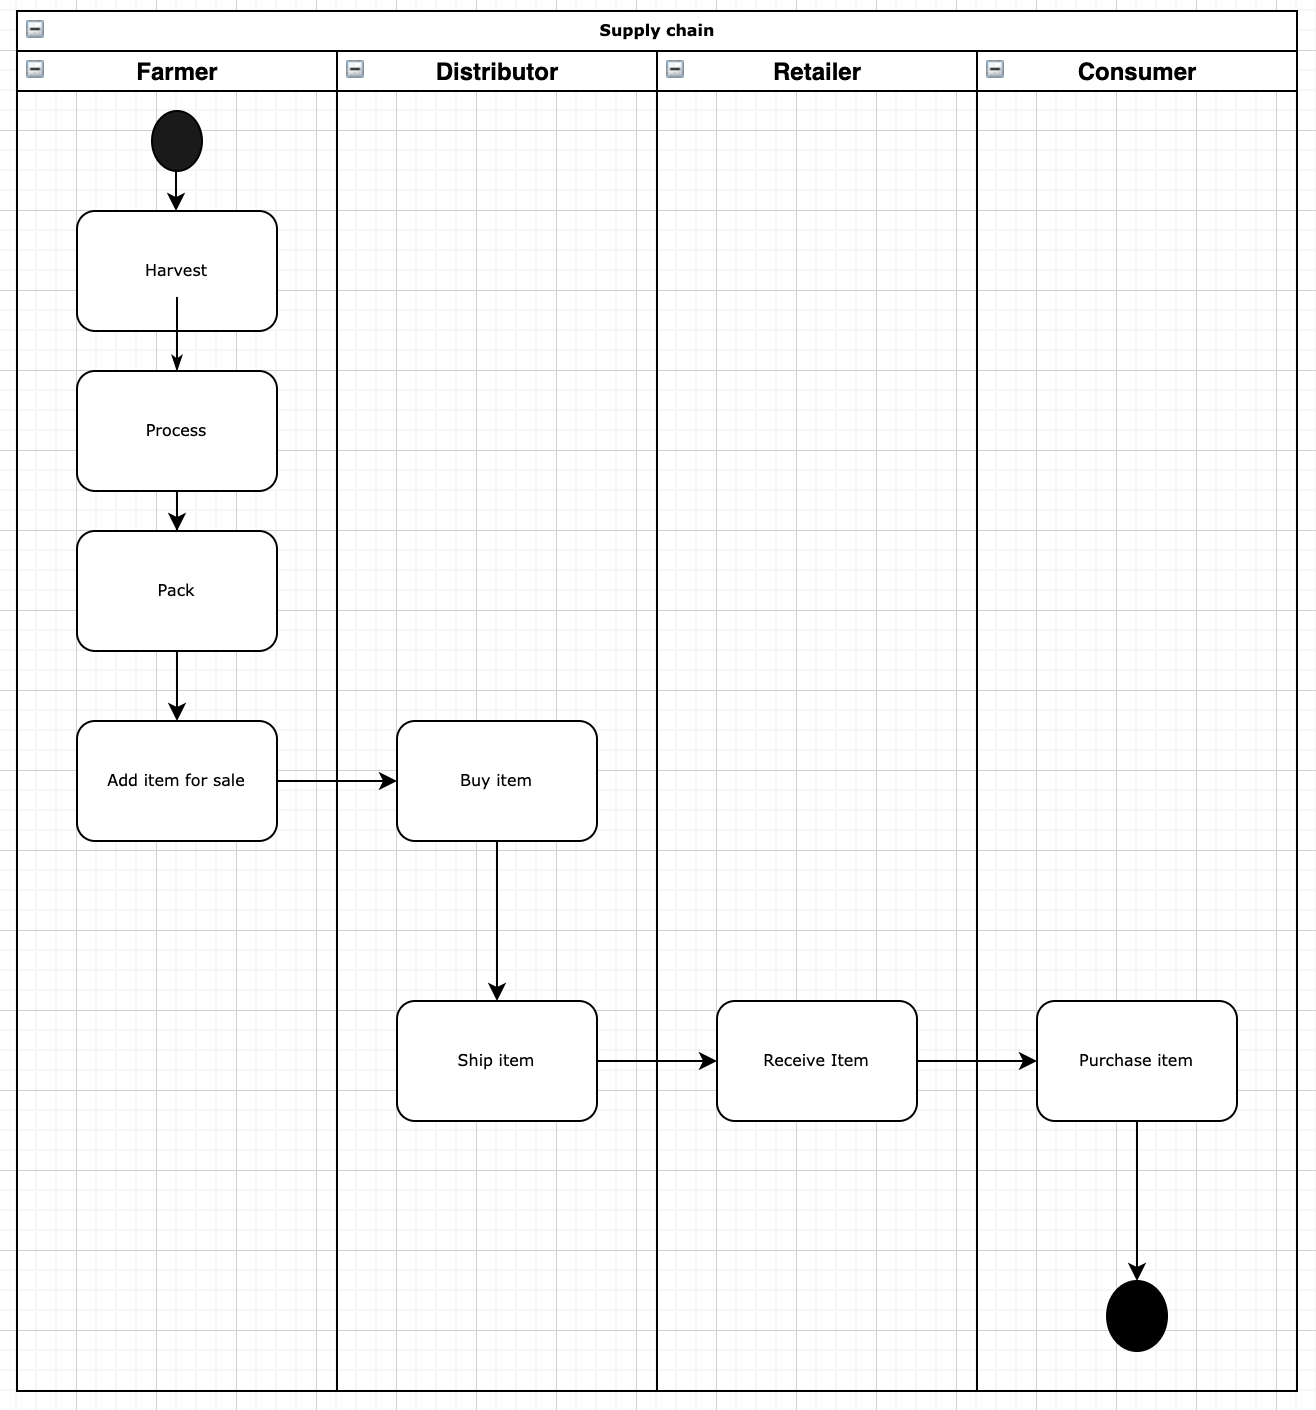 Supply chain
Farmer
Distributor
Retailer
Consumer
Harvest
Process
Pack
Add item for sale
Buy item
Ship item
Receive Item
Purchase item